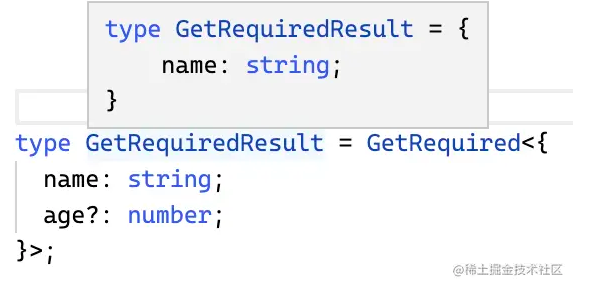 type GetRequiredResult = {
    name: string;
}
type GetRequiredResult = GetRequired<{
  name: string;
  age?: number;
}>;
@稀土掘金技术社区